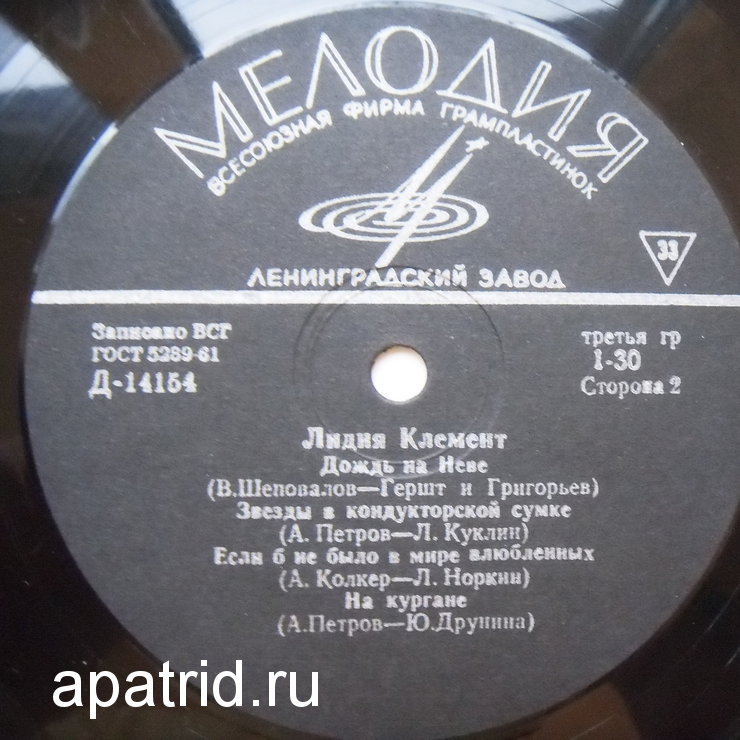 МЕЛОДИЯ
ВСЕСОЮЗНАЯ ФИРМА ГРАМПЛАСТИНОК
33
ЛЕНИНГРАДСКИЙ ЗАВОД
Записано ВСГ
ГОСТ 5289-61
Д-14154
третья гр
1-30
Сторона 2
Лидия Клемент
Дождь на Неве
(В.Шеповалов—Гершт и Григорьев)
Звезды в кондукторской сумке
(А. Петров—Л. Куклин)
Если б не было в мире влюбленных
(А. Колкер—Л. Норкин)
На кургане
(А.Петров—Ю.Друнина)
apatrid.ru